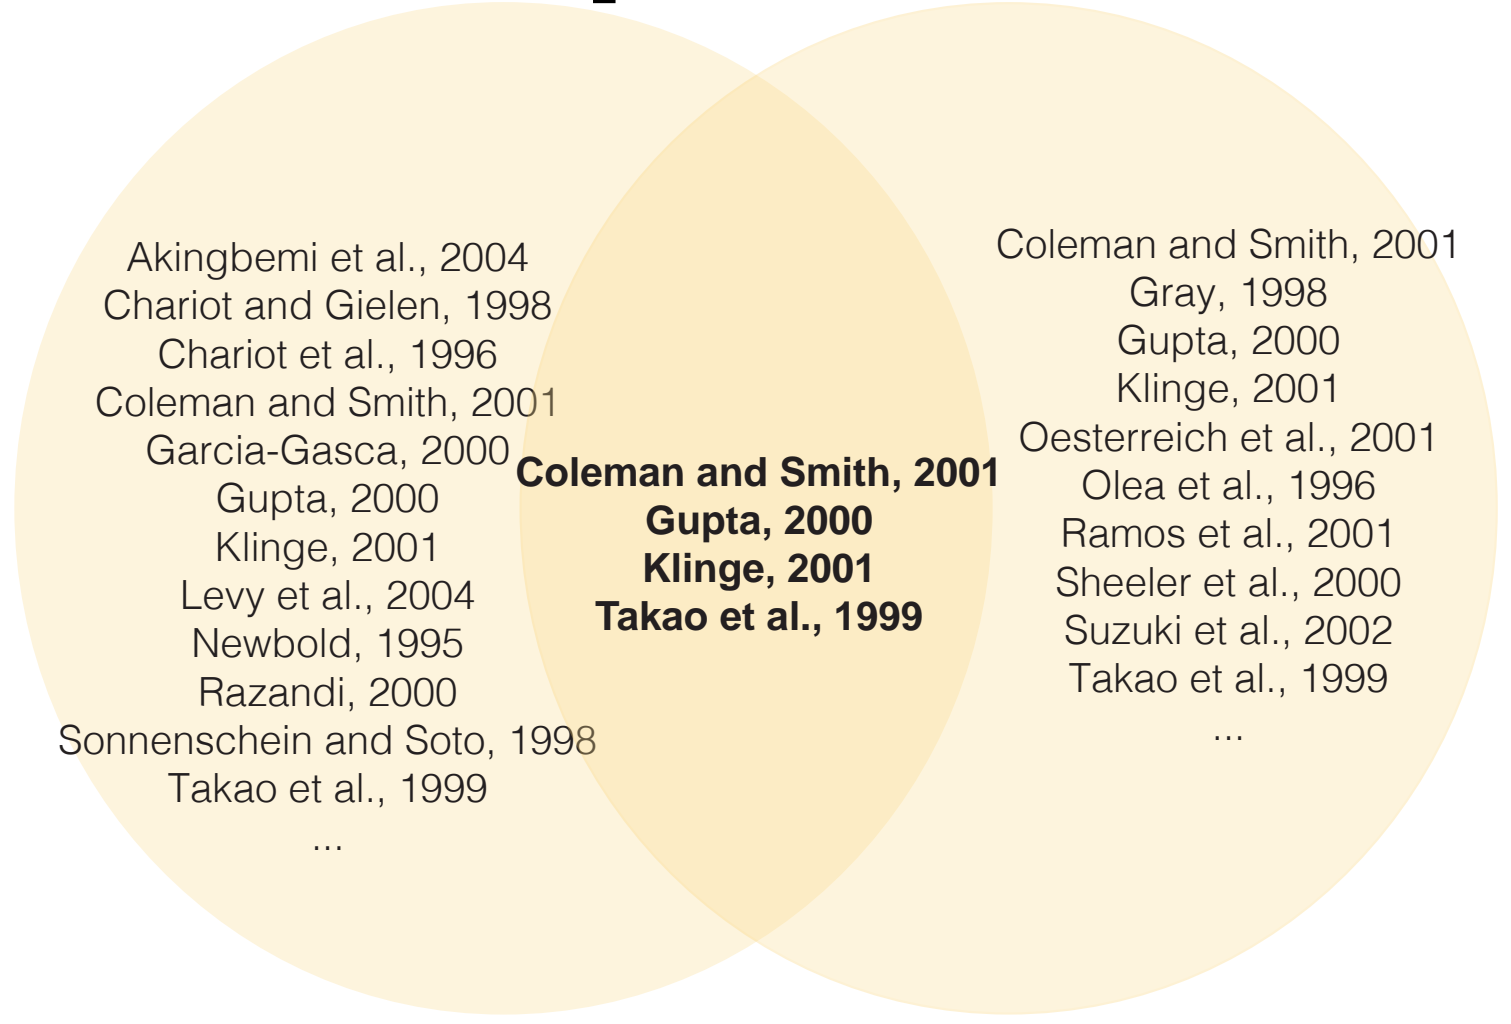 Akingbemi et al., 2004
Chariot and Gielen, 1998
Chariot et al., 1996
Coleman and Smith, 2001
Garcia-Gasca, 2000
Gupta, 2000
Klinge, 2001
Levy et al., 2004
Newbold, 1995
Razandi, 2000
Sonnenschein and Soto, 1998
Takao et al., 1999
...
Coleman and Smith, 2001
Gupta, 2000
Klinge, 2001
Takao et al., 1999
Coleman and Smith, 2001
Gray, 1998
Gupta, 2000
Klinge, 2001
Oesterreich et al., 2001
Olea et al., 1996
Ramos et al., 2001
Sheeler et al., 2000
Suzuki et al., 2002
Takao et al., 1999
...